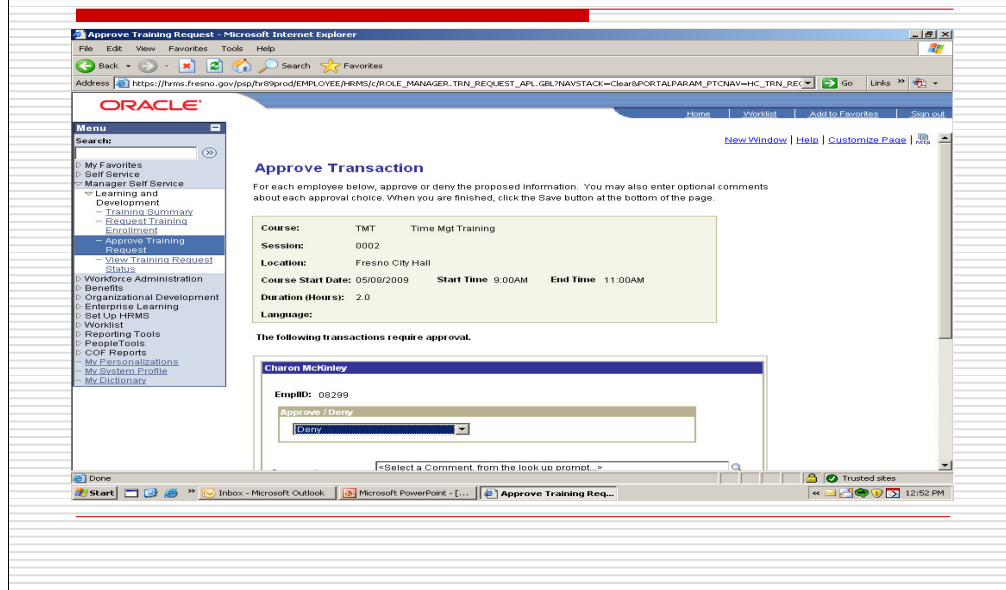 Approve Training Request - Microsoft Internet Explorer
File Edit View Favorites Tools Help
Back Search Favorites
Address https://hrms.fresno.gov/psp/hr89prod/EMPLOYEE/HRMS/c/ROLE_MANAGER.TRN_REQUEST_APL.GBL?NAVSTACK=Clear&PORTALPARAM_PTCNAV=HC_TRN_REC Go Links »
ORACLE
Home Worklist Add to Favorites Sign out
Menu
Search:
New Window | Help | Customize Page |
My Favorites
Self Service
Manager Self Service
Learning and
Development
– Training Summary
– Request Training
Enrollment
– Approve Training
Request
– View Training Request
Status
Workforce Administration
Benefits
Organizational Development
Enterprise Learning
Set Up HRMS
Worklist
Reporting Tools
PeopleTools
COF Reports
– My Personalizations
– My System Profile
– My Dictionary
Approve Transaction
For each employee below, approve or deny the proposed information. You may also enter optional comments
about each approval choice. When you are finished, click the Save button at the bottom of the page.
Course: TMT Time Mgt Training
Session: 0002
Location: Fresno City Hall
Course Start Date: 05/08/2009 Start Time 9:00AM End Time 11:00AM
Duration (Hours): 2.0
Language:
The following transactions require approval.
Charon McKinley
EmplID: 08299
Approve / Deny
Deny
<Select a Comment, from the look up prompt...>
Done Trusted sites
Start » Inbox - Microsoft Outlook Microsoft PowerPoint - [... Approve Training Req... « 12:52 PM